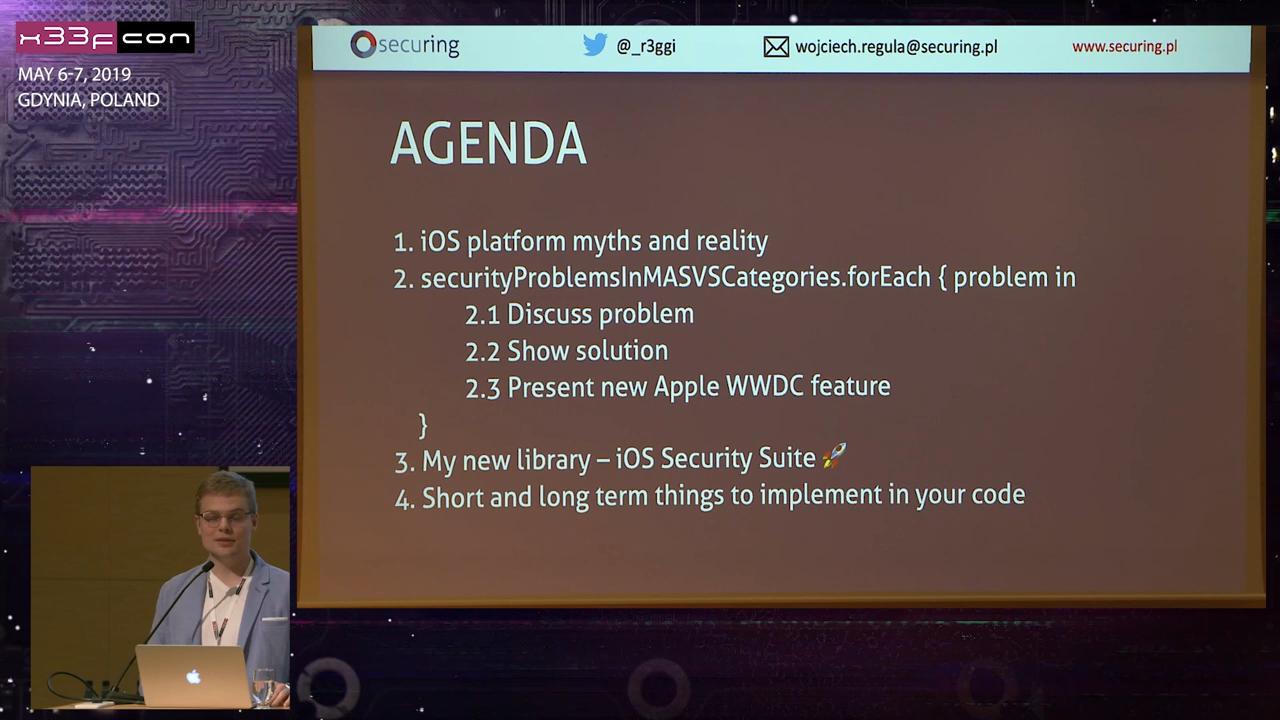 x33fcon
MAY 6-7, 2019
GDYNIA, POLAND
securing
@_r3ggi
wojciech.regula@securing.pl
www.securing.pl
AGENDA
1. iOS platform myths and reality
2. securityProblemsInMASVSCategories.forEach { problem in
2.1 Discuss problem
2.2 Show solution
2.3 Present new Apple WWDC feature
}
3. My new library – iOS Security Suite 🚀
4. Short and long term things to implement in your code